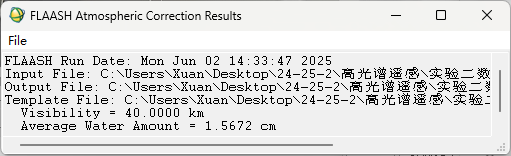 FLAASH Atmospheric Correction Results
File
FLAASH Run Date: Mon Jun 02 14:33:47 2025
Input File: C:\Users\Xuan\Desktop\24-25-2\高光谱遥感\实验二数
Output File: C:\Users\Xuan\Desktop\24-25-2\高光谱遥感\实验二数
Template File: C:\Users\Xuan\Desktop\24-25-2\高光谱遥感\实验二
Visibility = 40.0000 km
Average Water Amount = 1.5672 cm